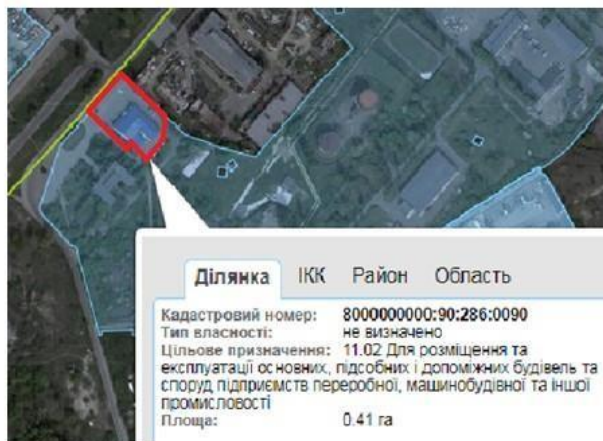 Ділянка ІКК Район Область
Кадастровий номер: 8000000000:90:286:0090
Тип власності: не визначено
Цільове призначення: 11.02 Для розміщення та
експлуатації основних, підсобних і допоміжних будівель та
споруд підприємств переробної, машинобудівної та іншої
промисловості
Площа: 0.41 га